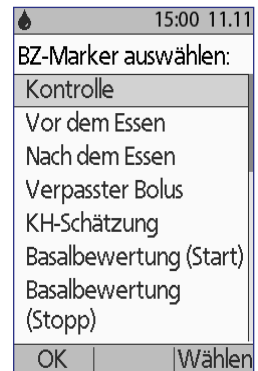 15:00 11.11
BZ-Marker auswählen:
Kontrolle
Vor dem Essen
Nach dem Essen
Verpasster Bolus
KH-Schätzung
Basalbewertung (Start)
Basalbewertung
(Stopp)
OK Wählen